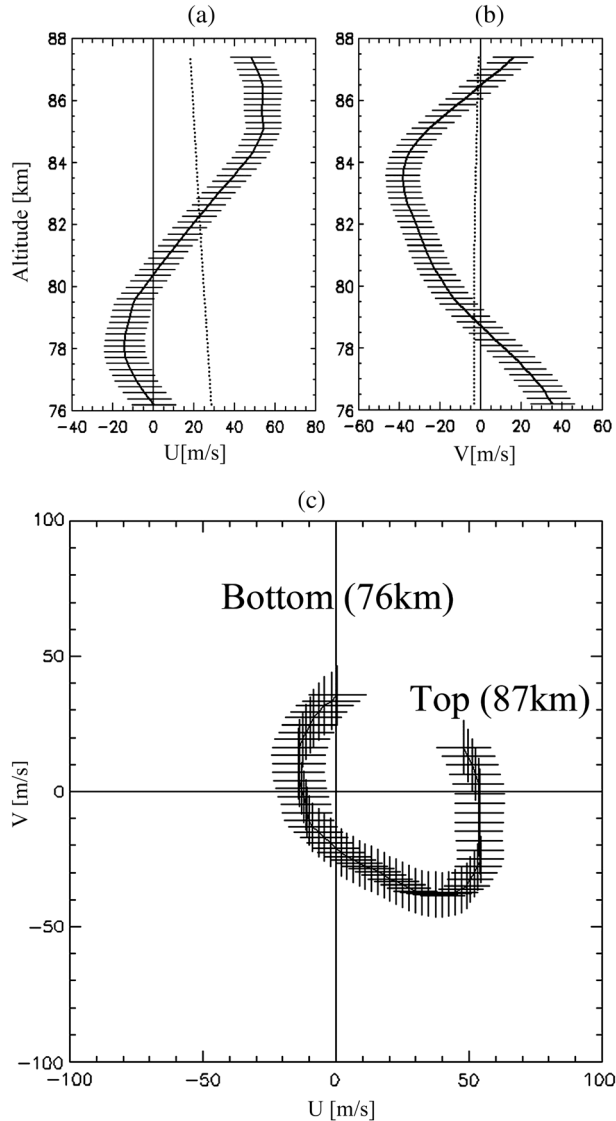 (a)
(b)
88
86
84
82
80
78
76
Altitude [km]
-40 -20 0 20 40 60 80
U[m/s]
88
86
84
82
80
78
76
-60 -40 -20 0 20 40 60
V[m/s]
(c)
100
50
0
-50
-100
V [m/s]
Bottom (76km)
Top (87km)
-100 -50 0 50 100
U [m/s]